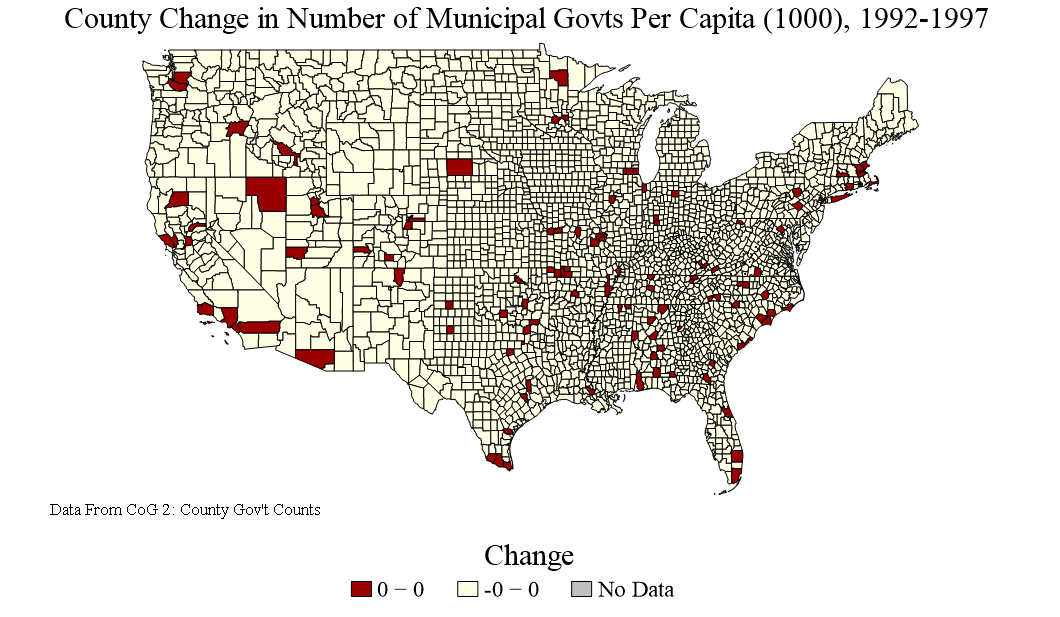 County Change in Number of Municipal Govts Per Capita (1000), 1992-1997
Data From CoG 2: County Gov't Counts
Change
0 − 0
-0 − 0
No Data